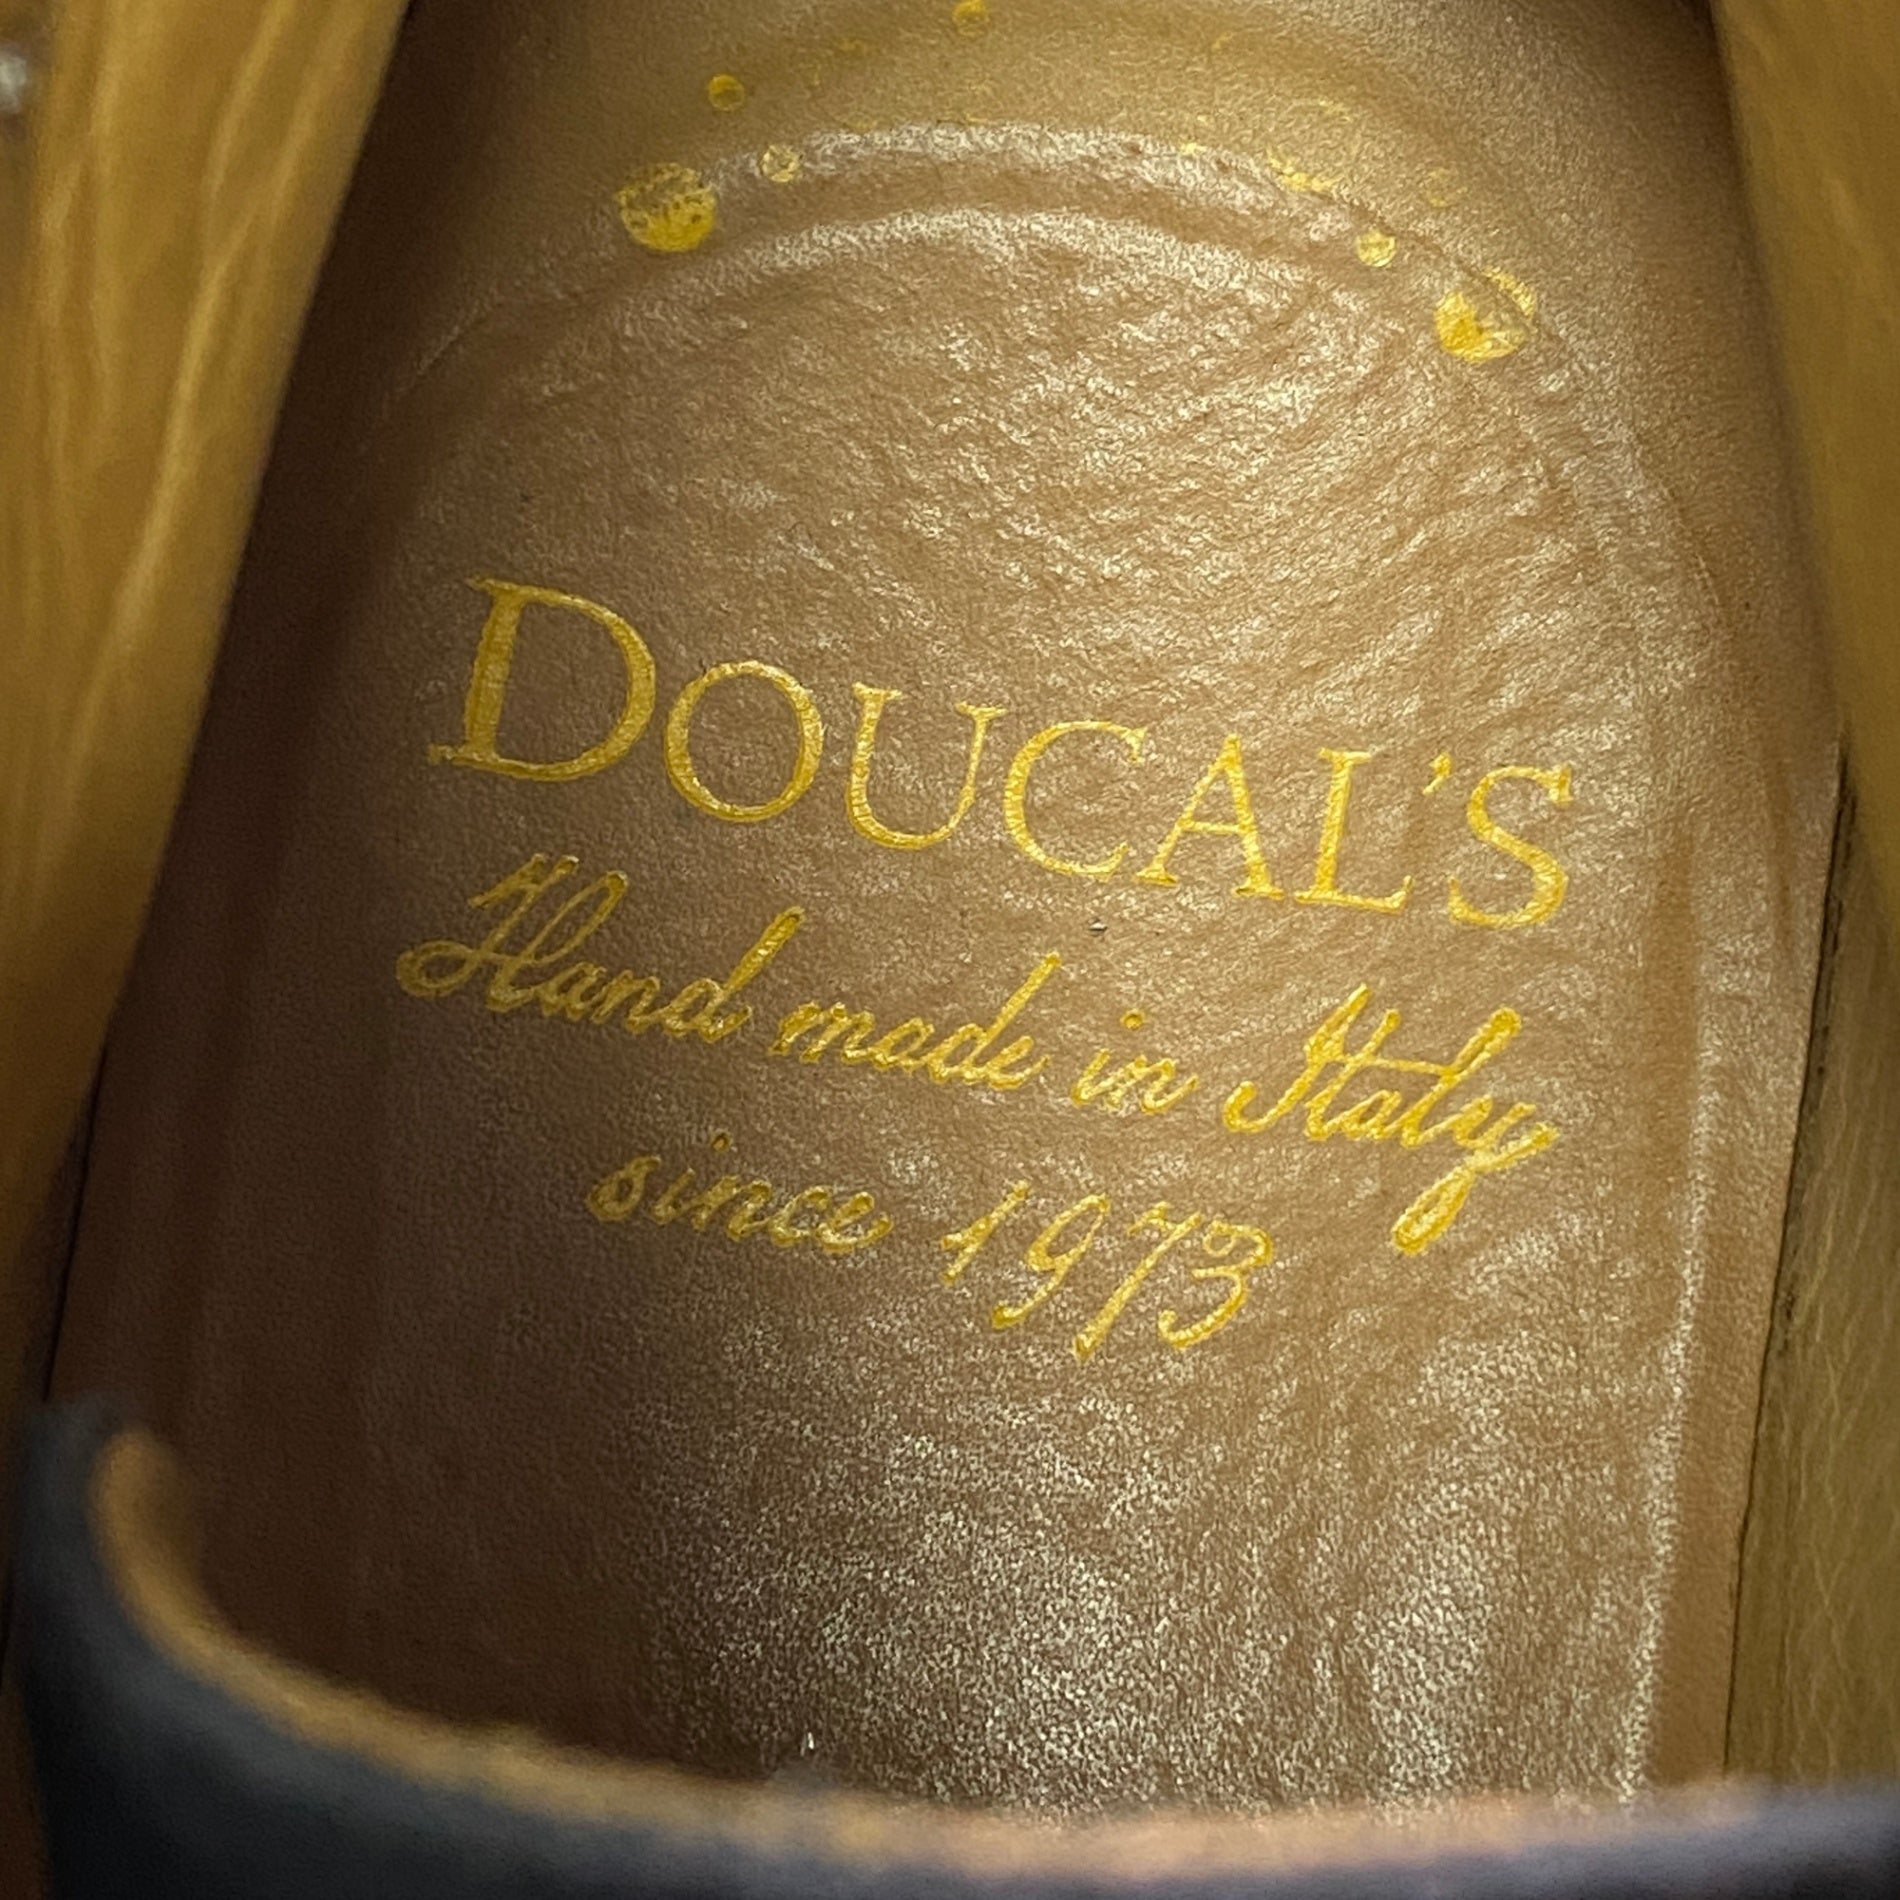 DOUCAL'S
Hand made in Italy
since 1973